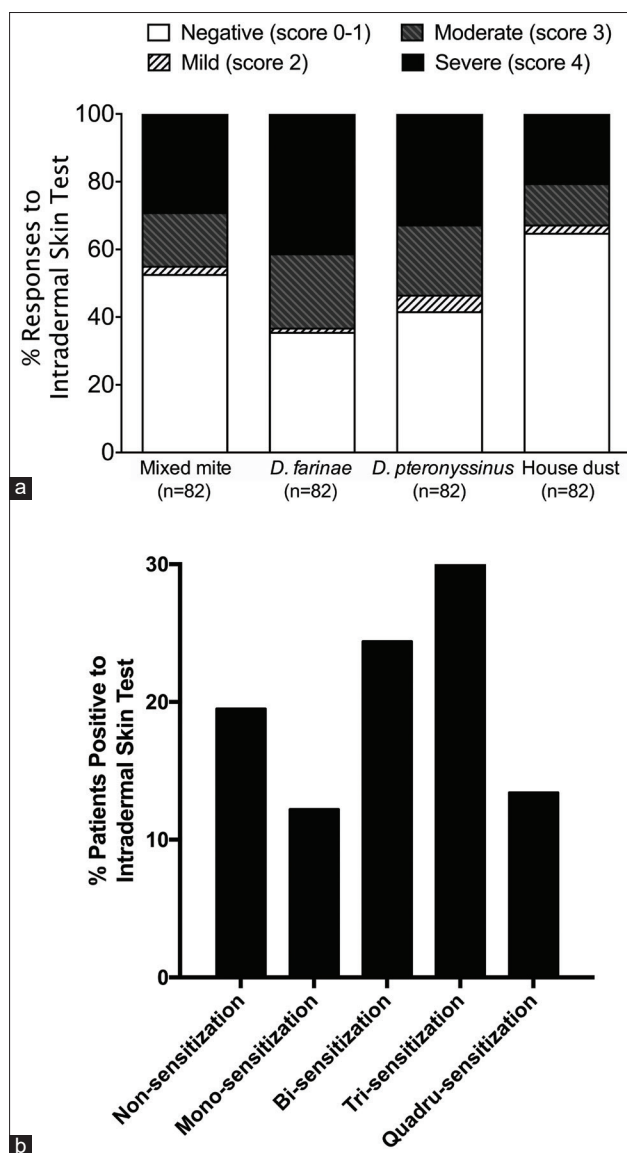 Negative (score 0-1)
Moderate (score 3)
Mild (score 2)
Severe (score 4)
% Responses to
Intradermal Skin Test
100
80
60
40
20
0
Mixed mite
(n=82)
D. farinae
(n=82)
D. pteronyssinus
(n=82)
House dust
(n=82)
a
% Patients Positive to
Intradermal Skin Test
30
20
10
0
Non-sensitization
Mono-sensitization
Bi-sensitization
Tri-sensitization
Quadru-sensitization
b